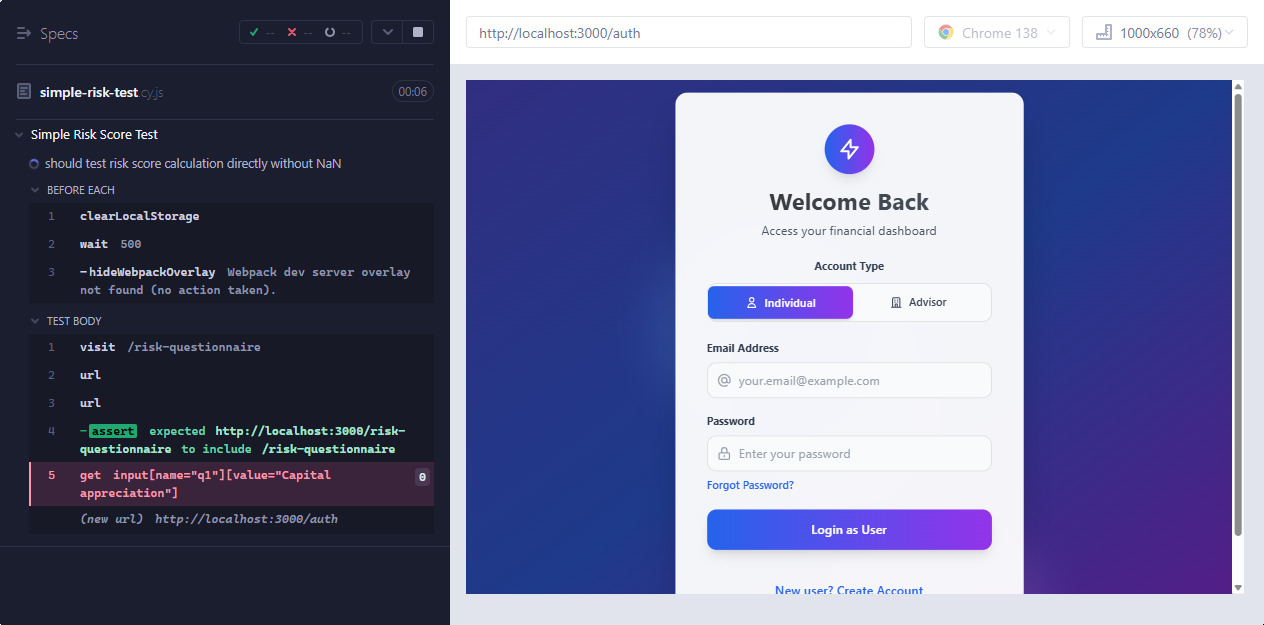 Specs
--
--
--
simple-risk-test.cy.js
00:06
Simple Risk Score Test
should test risk score calculation directly without NaN
BEFORE EACH
1 clearLocalStorage
2 wait 500
3 -hideWebpackOverlay Webpack dev server overlay
not found (no action taken).
TEST BODY
1 visit /risk-questionnaire
2 url
3 url
4 -assert expected http://localhost:3000/risk-
questionnaire to include /risk-questionnaire
5 get input[name="q1"][value="Capital
appreciation"]
0
(new url) http://localhost:3000/auth
http://localhost:3000/auth
Chrome 138
1000x660 (78%)
Welcome Back
Access your financial dashboard
Account Type
Individual
Advisor
Email Address
@ your.email@example.com
Password
Enter your password
Forgot Password?
Login as User
New user? Create Account